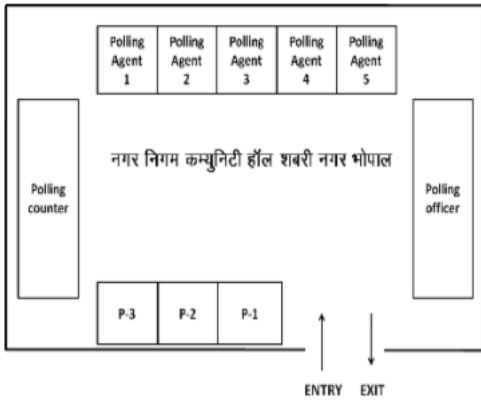 Polling Agent 1
Polling Agent 2
Polling Agent 3
Polling Agent 4
Polling Agent 5
नगर निगम कम्युनिटी हॉल शबरी नगर भोपाल
Polling counter
Polling officer
P-3
P-2
P-1
ENTRY
EXIT